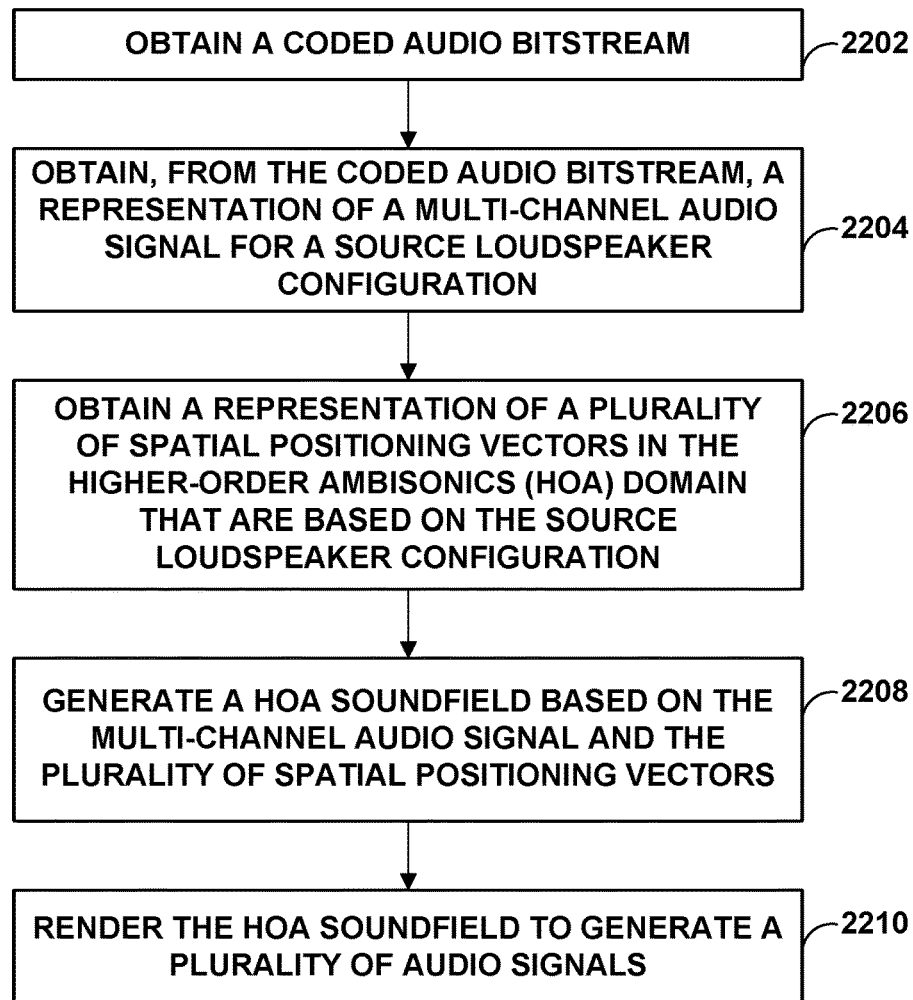 OBTAIN A CODED AUDIO BITSTREAM
2202
OBTAIN, FROM THE CODED AUDIO BITSTREAM, A
REPRESENTATION OF A MULTI-CHANNEL AUDIO
SIGNAL FOR A SOURCE LOUDSPEAKER
CONFIGURATION
2204
OBTAIN A REPRESENTATION OF A PLURALITY
OF SPATIAL POSITIONING VECTORS IN THE
HIGHER-ORDER AMBISONICS (HOA) DOMAIN
THAT ARE BASED ON THE SOURCE
LOUDSPEAKER CONFIGURATION
2206
GENERATE A HOA SOUNDFIELD BASED ON THE
MULTI-CHANNEL AUDIO SIGNAL AND THE
PLURALITY OF SPATIAL POSITIONING VECTORS
2208
RENDER THE HOA SOUNDFIELD TO GENERATE A
PLURALITY OF AUDIO SIGNALS
2210